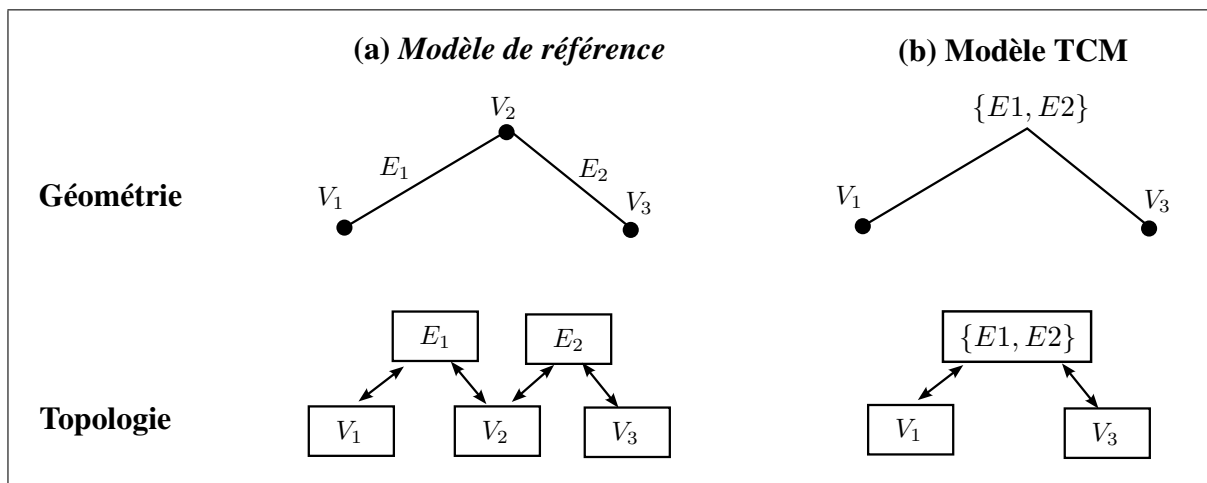 (a) Modèle de référence (b) Modèle TCM
V₂ {E1, E2}
E₁ E₂
Géométrie V₁ V₃ V₁ V₃
E₁ E₂ {E1, E2}
Topologie V₁ V₂ V₃ V₁ V₃